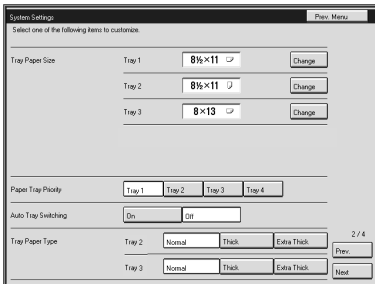 System Settings Prev. Menu
Select one of the following items to customize.
Tray Paper Size Tray 1 8½×11 Change
Tray 2 8½×11 Change
Tray 3 8×13 Change
Paper Tray Priority Tray 1 Tray 2 Tray 3 Tray 4
Auto Tray Switching On Off
Tray Paper Type Tray 2 Normal Thick Extra Thick 2/4
Prev.
Tray 3 Normal Thick Extra Thick Next